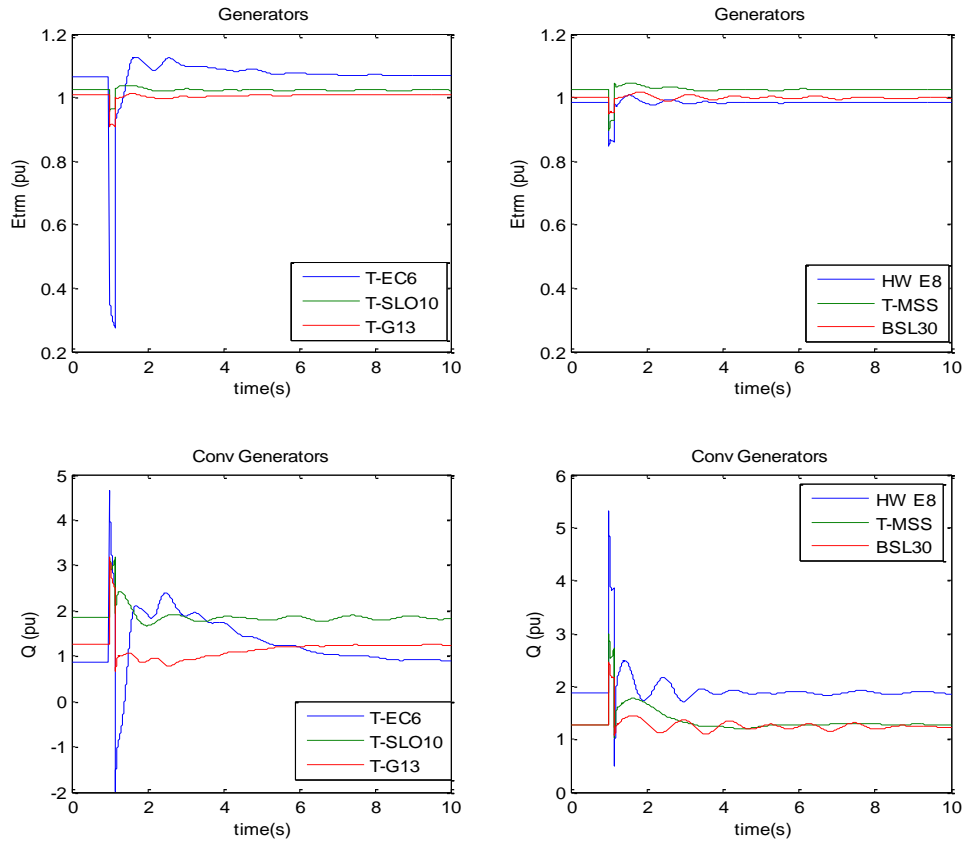 Generators
1.2
1
0.8
0.6
0.4
0.2
Etrm (pu)
T-EC6
T-SLO10
T-G13
0 2 4 6 8 10
time(s)
Generators
1.2
1
0.8
0.6
0.4
0.2
Etrm (pu)
HW E8
T-MSS
BSL30
0 2 4 6 8 10
time(s)
Conv Generators
5
4
3
2
1
0
-1
-2
Q (pu)
T-EC6
T-SLO10
T-G13
0 2 4 6 8 10
time(s)
Conv Generators
6
5
4
3
2
1
0
Q (pu)
HW E8
T-MSS
BSL30
0 2 4 6 8 10
time(s)